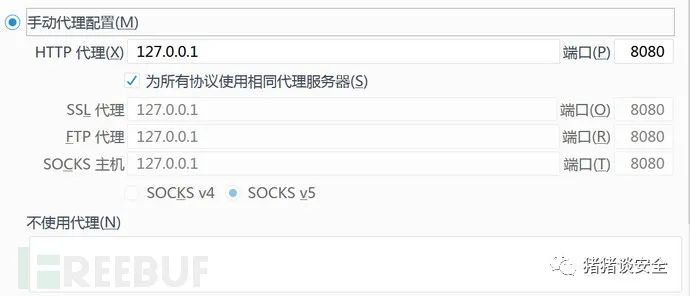 手动代理配置(M)
HTTP 代理(X) 127.0.0.1 端口(P) 8080
为所有协议使用相同代理服务器(S)
SSL 代理 127.0.0.1 端口(O) 8080
FTP 代理 127.0.0.1 端口(R) 8080
SOCKS 主机 127.0.0.1 端口(T) 8080
SOCKS v4 SOCKS v5
不使用代理(N)
FREEBUF 猪猪谈安全